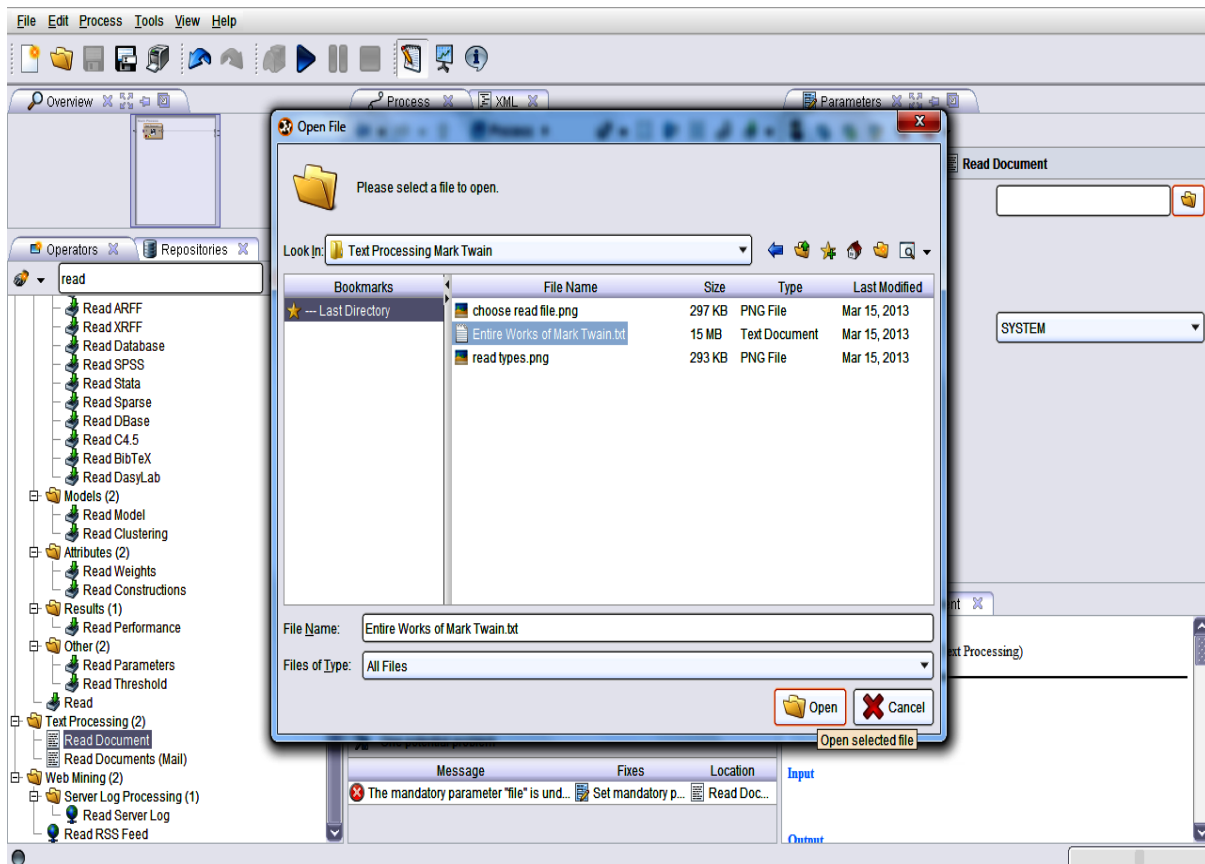 File Edit Process Tools View Help
Overview
Process
XML
Parameters
Open File
Please select a file to open.
Read Document
Look In: Text Processing Mark Twain
Operators
Repositories
read
Bookmarks
File Name Size Type Last Modified
--- Last Directory
choose read file.png 297 KB PNG File Mar 15, 2013
Entire Works of Mark Twain.txt 15 MB Text Document Mar 15, 2013
read types.png 293 KB PNG File Mar 15, 2013
SYSTEM
Read ARFF
Read XRFF
Read Database
Read SPSS
Read Stata
Read Sparse
Read DBase
Read C4.5
Read BibTeX
Read DasyLab
Models (2)
Read Model
Read Clustering
Attributes (2)
Read Weights
Read Constructions
Results (1)
Read Performance
Other (2)
Read Parameters
Read Threshold
Read
Text Processing (2)
Read Document
Read Documents (Mail)
Web Mining (2)
Server Log Processing (1)
Read Server Log
Read RSS Feed
File Name: Entire Works of Mark Twain.txt
Files of Type: All Files
Open Cancel
Open selected file
nt
ext Processing)
One potential problem
Message Fixes Location
The mandatory parameter "file" is und... Set mandatory p... Read Doc...
Input
Output